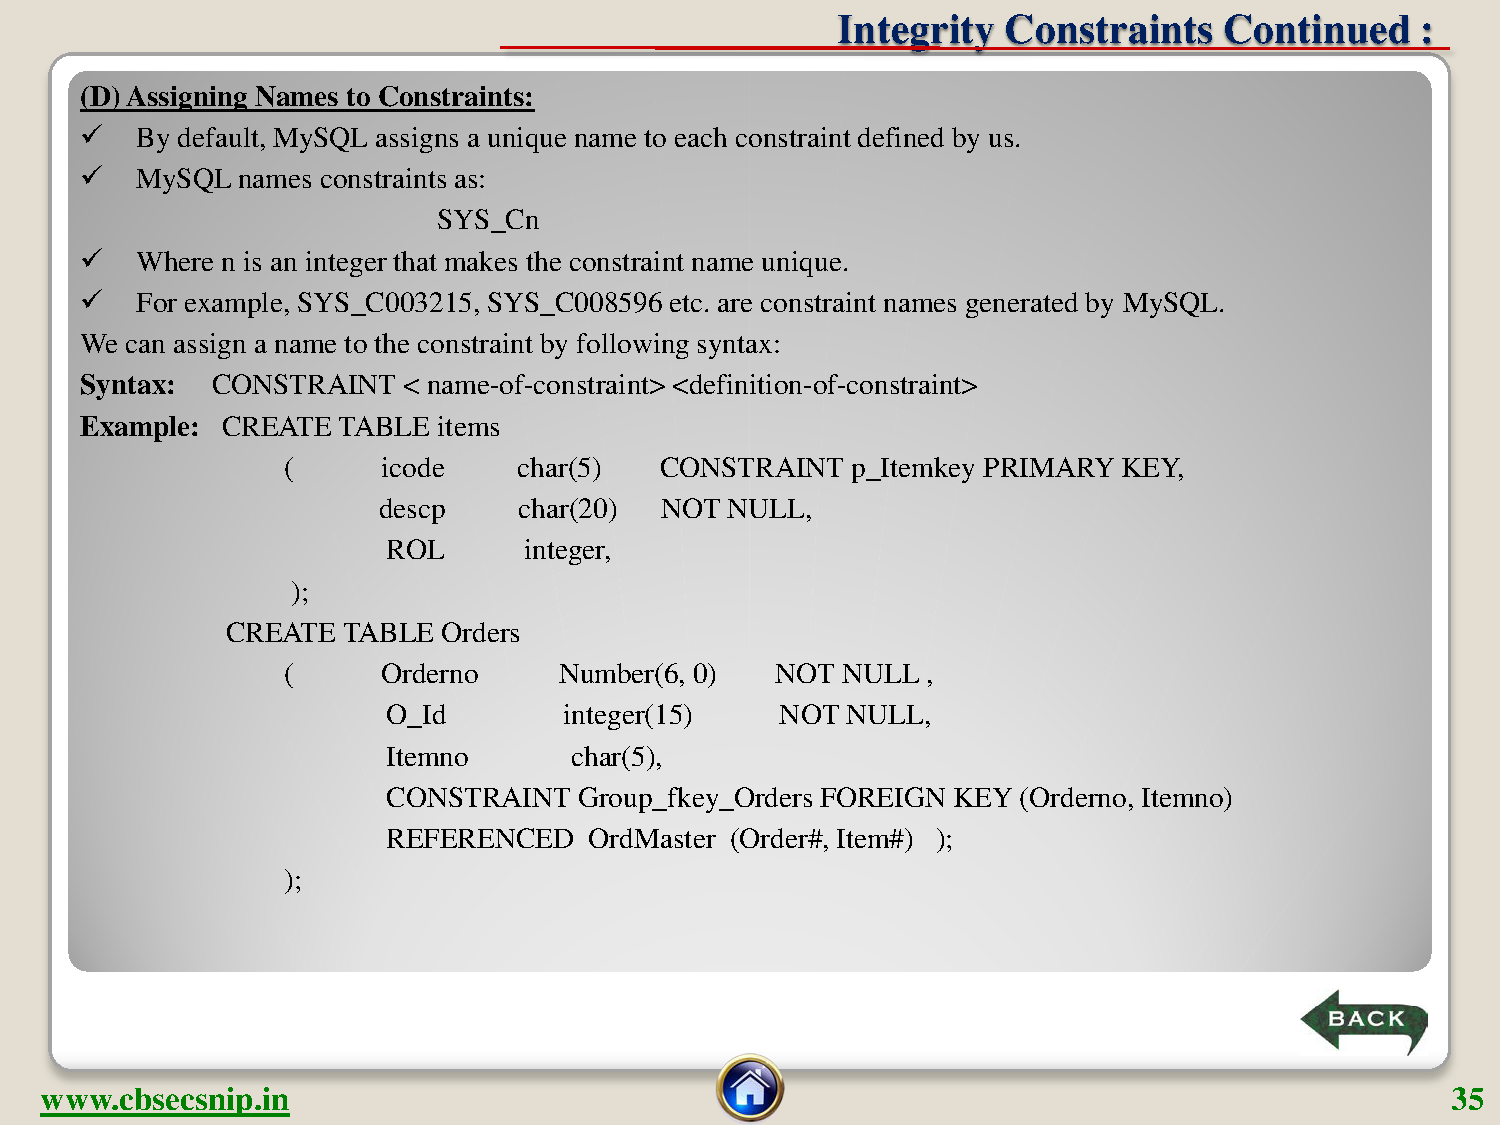 Integrity Constraints Continued :
(D) Assigning Names to Constraints:
✓ By default, MySQL assigns a unique name to each constraint defined by us.
✓ MySQL names constraints as:
SYS_Cn
✓ Where n is an integer that makes the constraint name unique.
✓ For example, SYS_C003215, SYS_C008596 etc. are constraint names generated by MySQL.
We can assign a name to the constraint by following syntax:
Syntax: CONSTRAINT < name-of-constraint> <definition-of-constraint>
Example: CREATE TABLE items
( icode char(5) CONSTRAINT p_Itemkey PRIMARY KEY,
descp char(20) NOT NULL,
ROL integer,
);
CREATE TABLE Orders
( Orderno Number(6, 0) NOT NULL ,
O_Id integer(15) NOT NULL,
Itemno char(5),
CONSTRAINT Group_fkey_Orders FOREIGN KEY (Orderno, Itemno)
REFERENCED OrdMaster (Order#, Item#) );
);
BACK
www.cbsecsnip.in
35